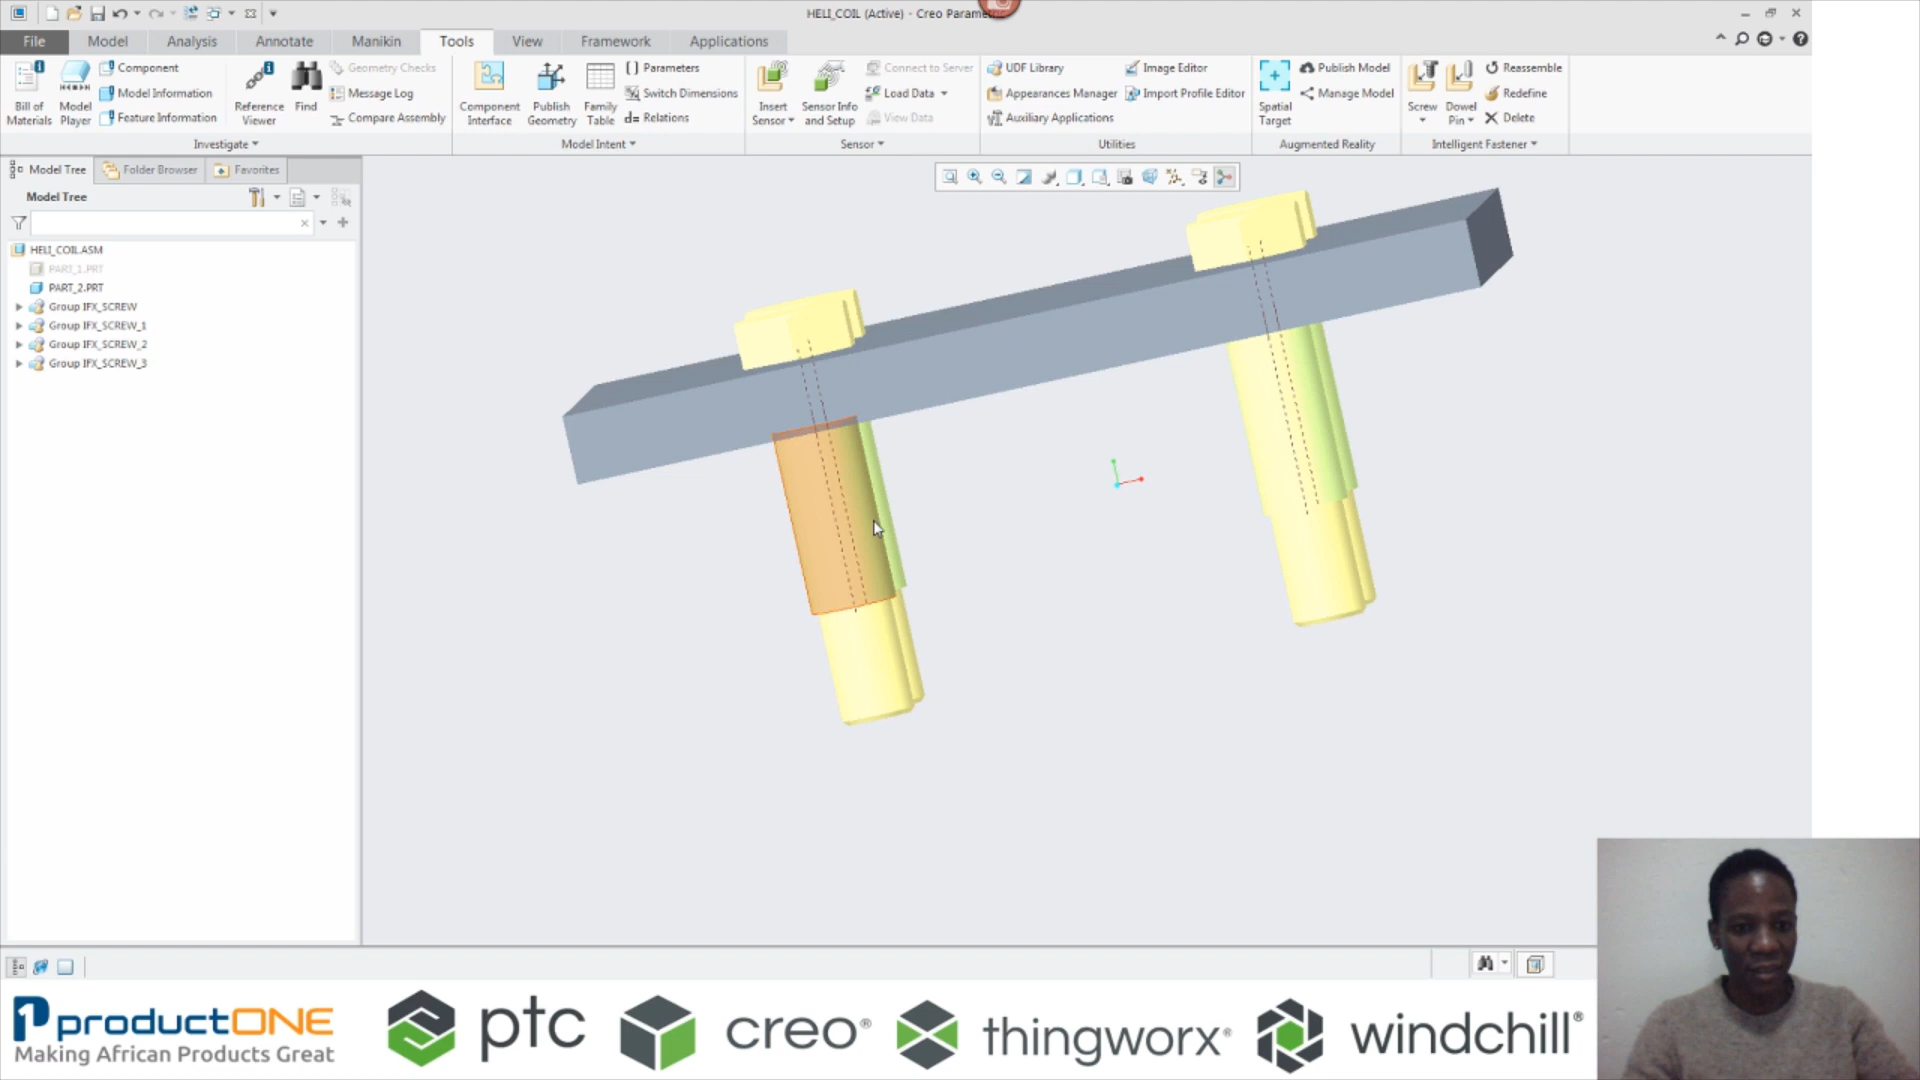 HELI_COIL (Active) - Creo Parame
File Model Analysis Annotate Manikin Tools View Framework Applications
Bill of Materials
Model Player
Component
Model Information
Feature Information
Reference Viewer
Find
Geometry Checks
Message Log
Compare Assembly
Investigate
Component Interface
Publish Geometry
Family Table
Parameters
Switch Dimensions
d= Relations
Model Intent
Insert Sensor
Sensor Info and Setup
Connect to Server
Load Data
View Data
Sensor
UDF Library
Appearances Manager
Auxiliary Applications
Image Editor
Import Profile Editor
Utilities
Spatial Target
Publish Model
Manage Model
Augmented Reality
Screw
Dowel Pin
Reassemble
Redefine
Delete
Intelligent Fastener
Model Tree Folder Browser Favorites
Model Tree
HELI_COIL.ASM
PART_1.PRT
PART_2.PRT
Group IFX_SCREW
Group IFX_SCREW_1
Group IFX_SCREW_2
Group IFX_SCREW_3
1 productONE
Making African Products Great
ptc
creo®
thingworx®
windchill®